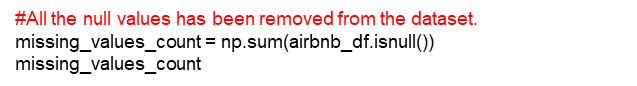 #All the null values has been removed from the dataset.
missing_values_count = np.sum(airbnb_df.isnull())
missing_values_count